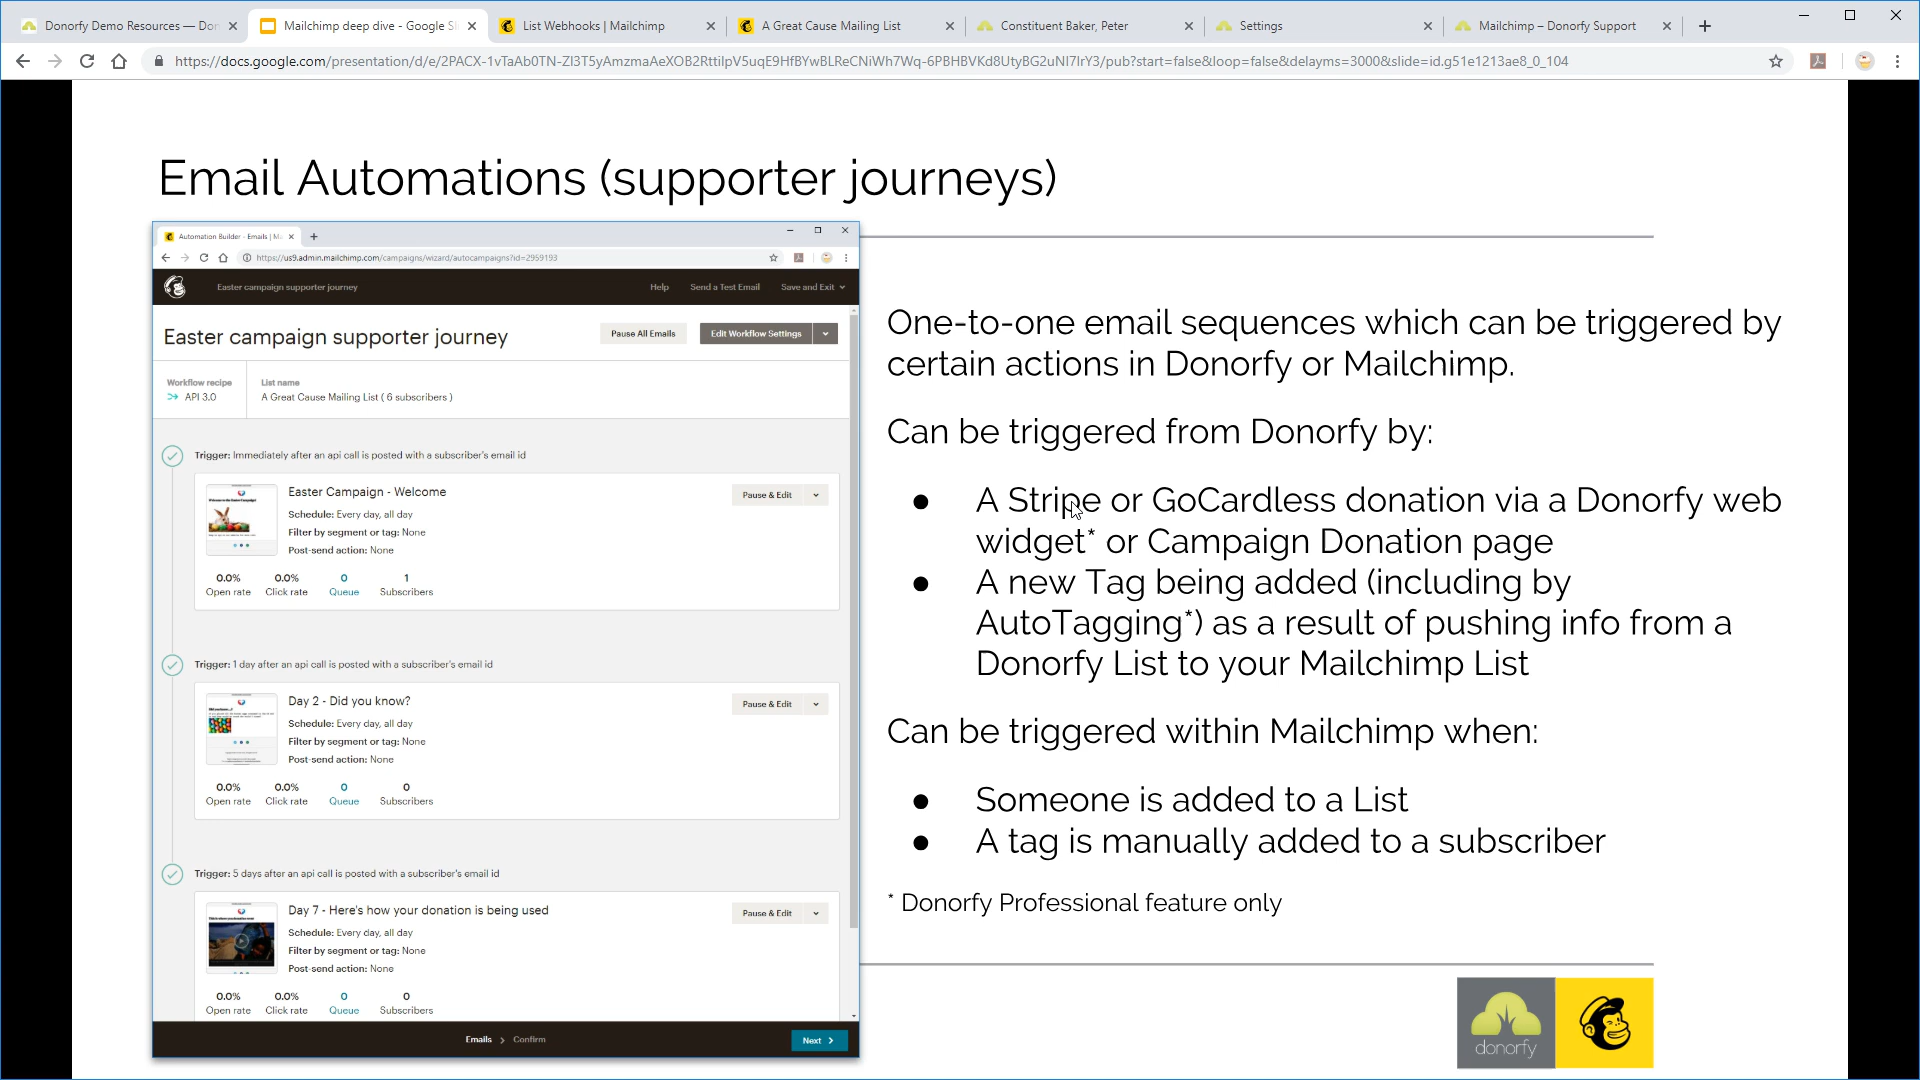 Donorfy Demo Resources — Don
Mailchimp deep dive - Google Sl
List Webhooks | Mailchimp
A Great Cause Mailing List
Constituent Baker, Peter
Settings
Mailchimp – Donorfy Support
https://docs.google.com/presentation/d/e/2PACX-1vTaAb0TN-Zl3T5yAmzmaAeXOB2RttilpV5uqE9HfBYwBLReCNiWh7Wq-6PBHBVKd8UtyBG2uNI7lrY3/pub?start=false&loop=false&delayms=3000&slide=id.g51e1213ae8_0_104
Email Automations (supporter journeys)
Automation Builder - Emails | M
https://us9.admin.mailchimp.com/campaigns/wizard/autocampaigns?id=2959193
Easter campaign supporter journey
Help
Send a Test Email
Save and Exit
Easter campaign supporter journey
Pause All Emails
Edit Workflow Settings
Workflow recipe
API 3.0
List name
A Great Cause Mailing List ( 6 subscribers )
Trigger: Immediately after an api call is posted with a subscriber's email id
Easter Campaign - Welcome
Pause & Edit
Schedule: Every day, all day
Filter by segment or tag: None
Post-send action: None
0.0% 0.0% 0 1
Open rate Click rate Queue Subscribers
Trigger: 1 day after an api call is posted with a subscriber's email id
Day 2 - Did you know?
Pause & Edit
Schedule: Every day, all day
Filter by segment or tag: None
Post-send action: None
0.0% 0.0% 0 0
Open rate Click rate Queue Subscribers
Trigger: 5 days after an api call is posted with a subscriber's email id
Day 7 - Here's how your donation is being used
Pause & Edit
Schedule: Every day, all day
Filter by segment or tag: None
Post-send action: None
0.0% 0.0% 0 0
Open rate Click rate Queue Subscribers
Emails > Confirm
Next
One-to-one email sequences which can be triggered by
certain actions in Donorfy or Mailchimp.
Can be triggered from Donorfy by:
● A Stripe or GoCardless donation via a Donorfy web
widget* or Campaign Donation page
● A new Tag being added (including by
AutoTagging*) as a result of pushing info from a
Donorfy List to your Mailchimp List
Can be triggered within Mailchimp when:
● Someone is added to a List
● A tag is manually added to a subscriber
* Donorfy Professional feature only
donorfy